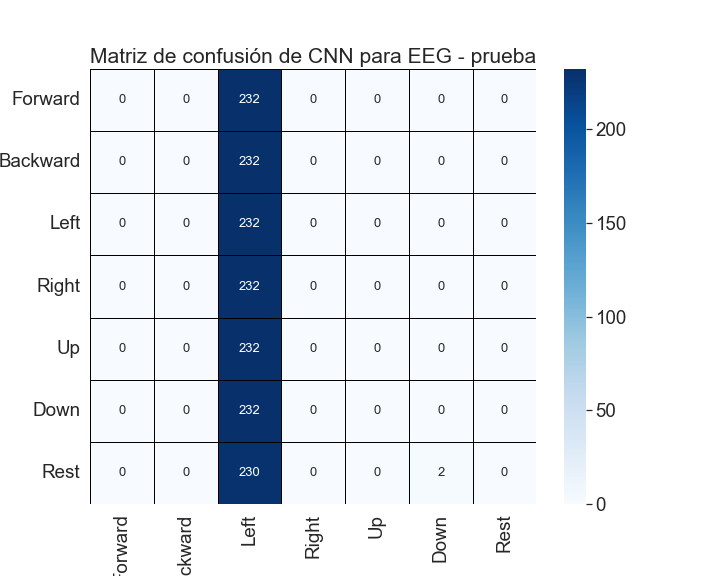 Matriz de confusión de CNN para EEG - prueba
Forward 0 0 232 0 0 0 0
Backward 0 0 232 0 0 0 0
Left 0 0 232 0 0 0 0
Right 0 0 232 0 0 0 0
Up 0 0 232 0 0 0 0
Down 0 0 232 0 0 0 0
Rest 0 0 230 0 0 2 0
Forward ckward Left Right Up Down Rest
200
150
100
50
0